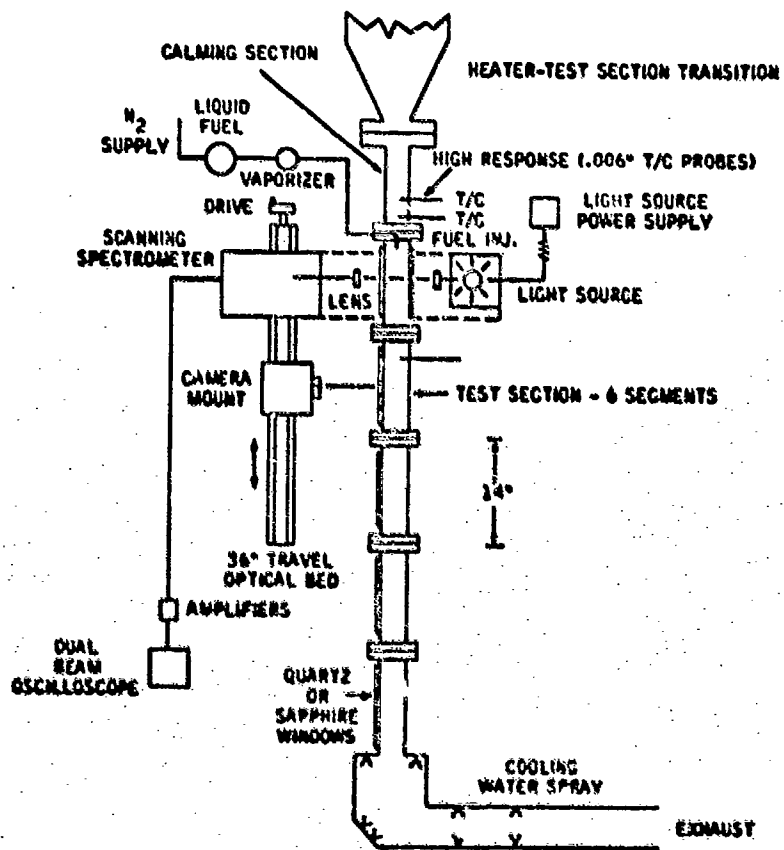 CALMING SECTION
HEATER-TEST SECTION TRANSITION
N2
SUPPLY
LIQUID
FUEL
VAPORIZER
HIGH RESPONSE (.006" T/C PROBES)
T/C
T/C
FUEL INJ.
LIGHT SOURCE
POWER SUPPLY
DRIVE
SCANNING
SPECTROMETER
LENS
LIGHT SOURCE
CAMERA
MOUNT
TEST SECTION - 6 SEGMENTS
14"
36" TRAVEL
OPTICAL BED
AMPLIFIERS
DUAL
BEAM
OSCILLOSCOPE
QUARTZ
OR
SAPPHIRE
WINDOWS
COOLING
WATER SPRAY
EXHAUST